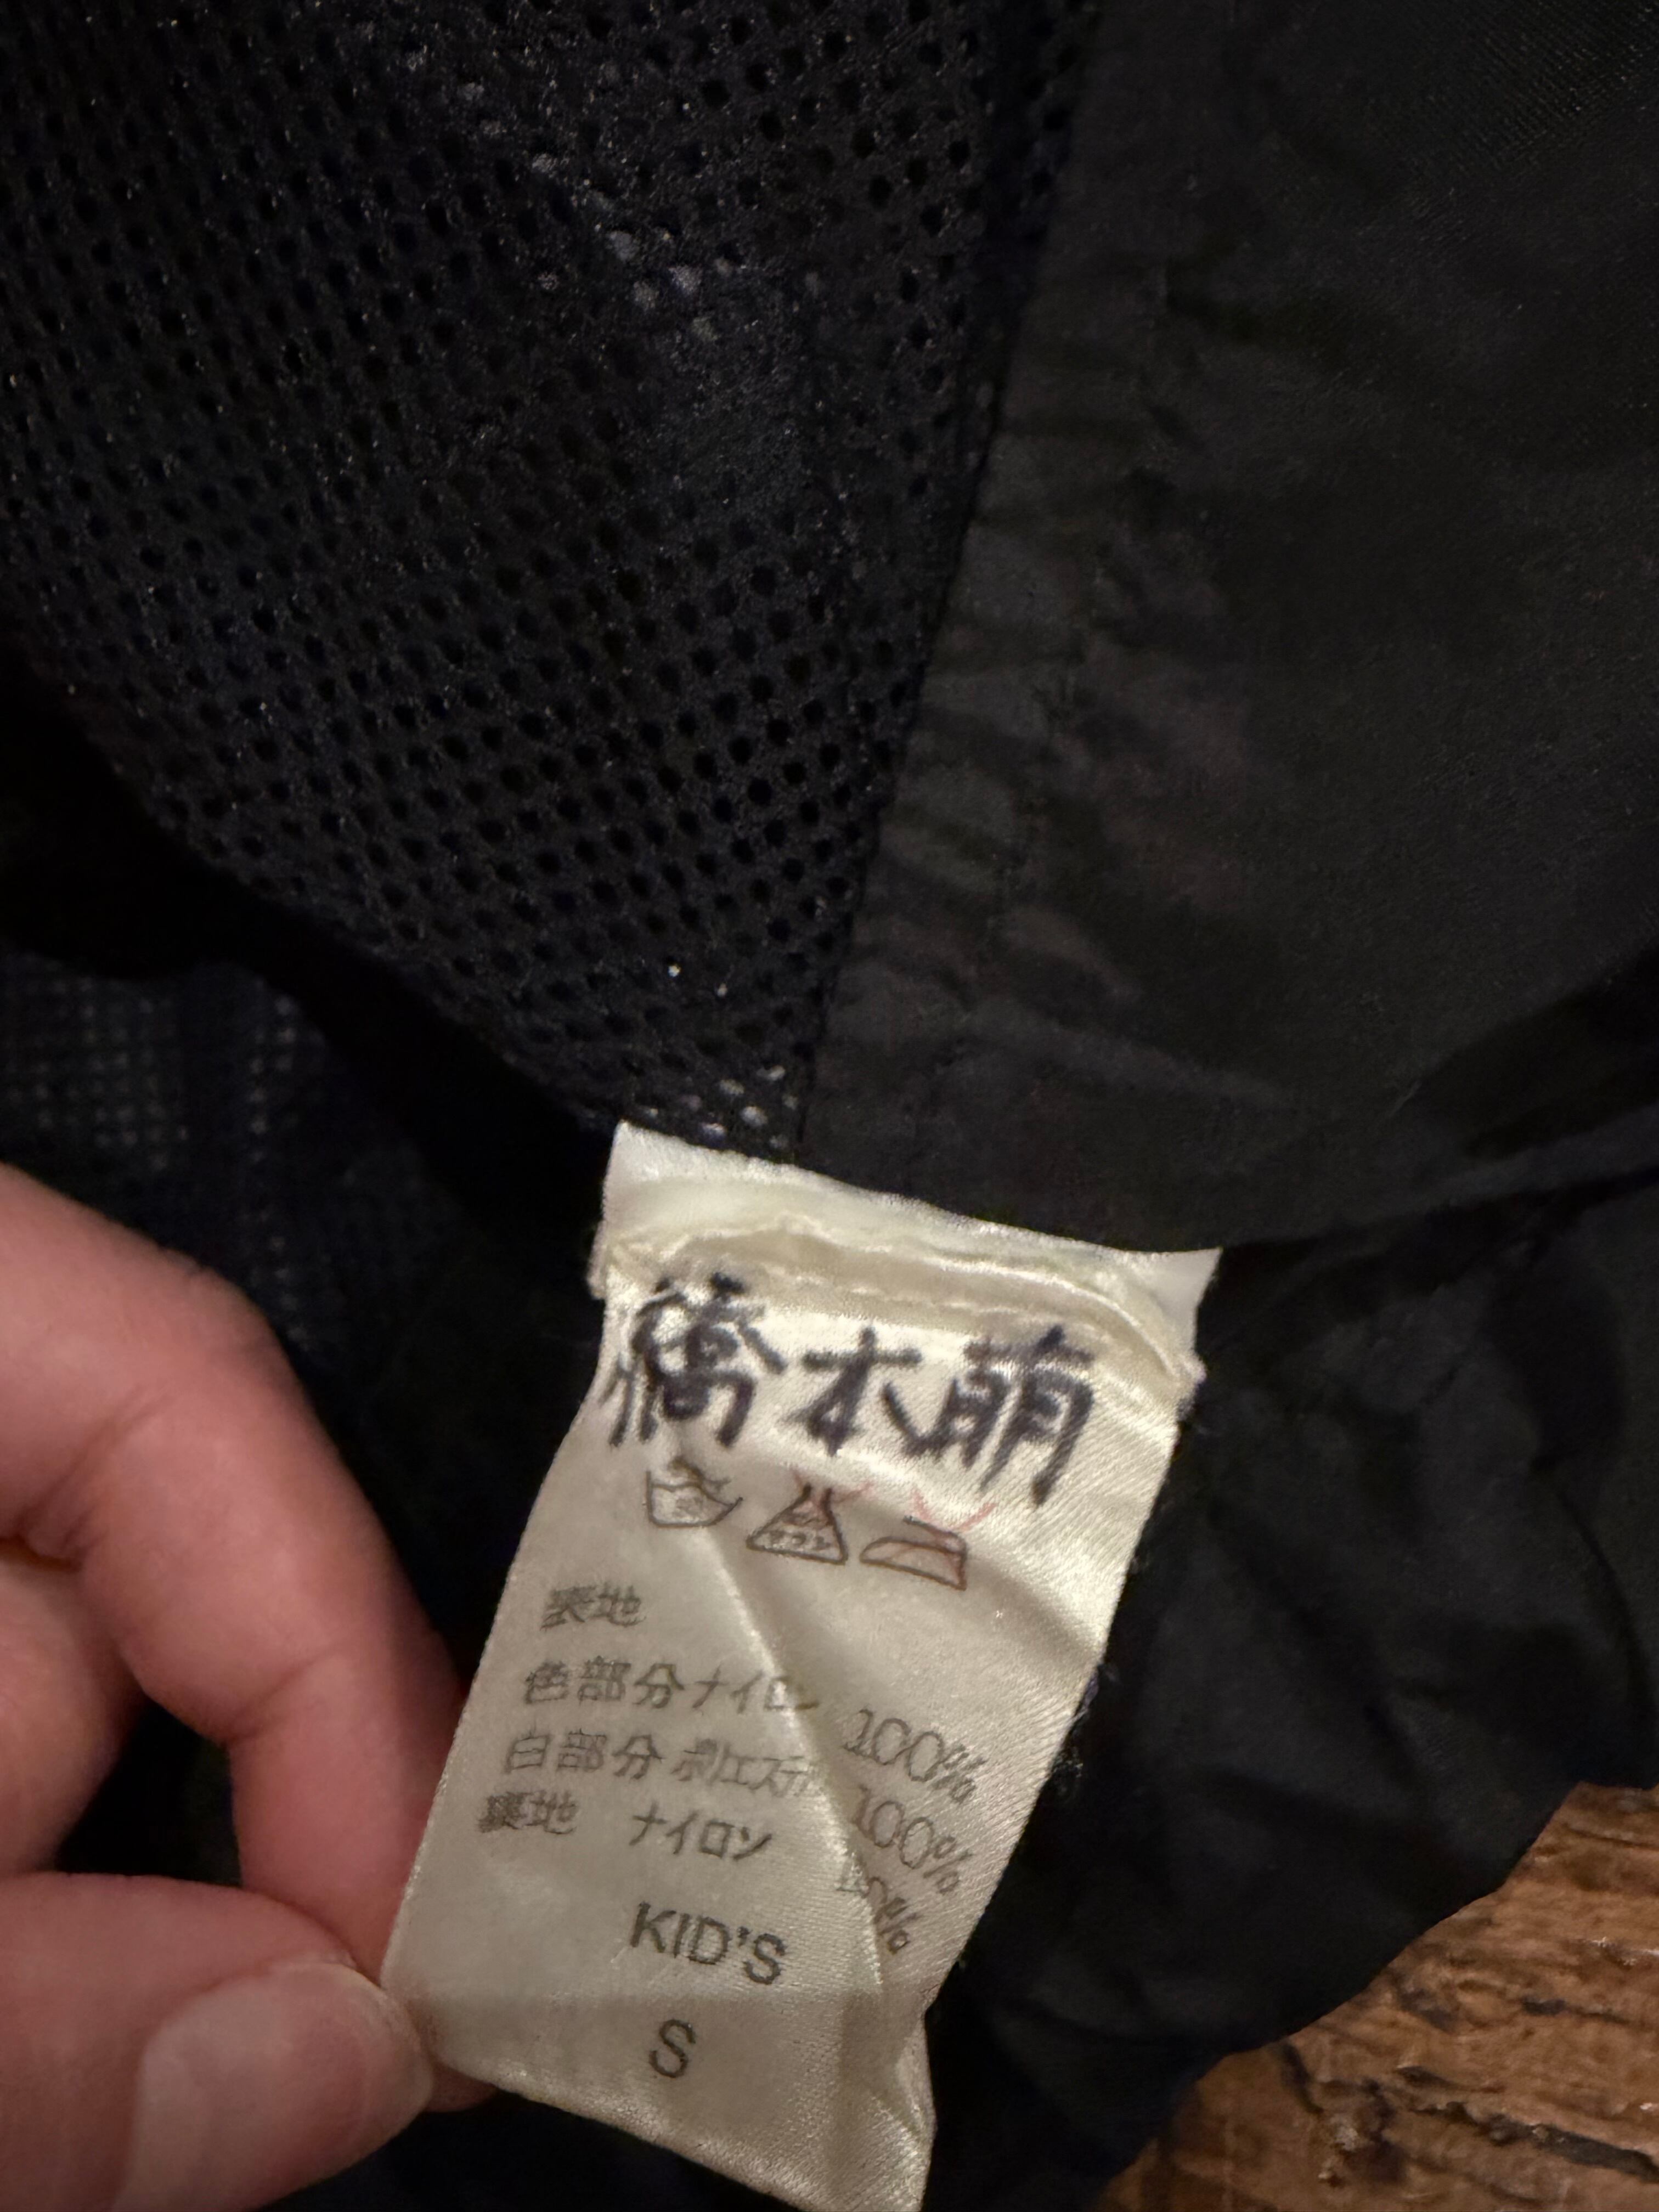 橋本萌
表地
色部分ナイロン 100%
白部分 ポリエステル 100%
裏地 ナイロン 100%
KID'S
S